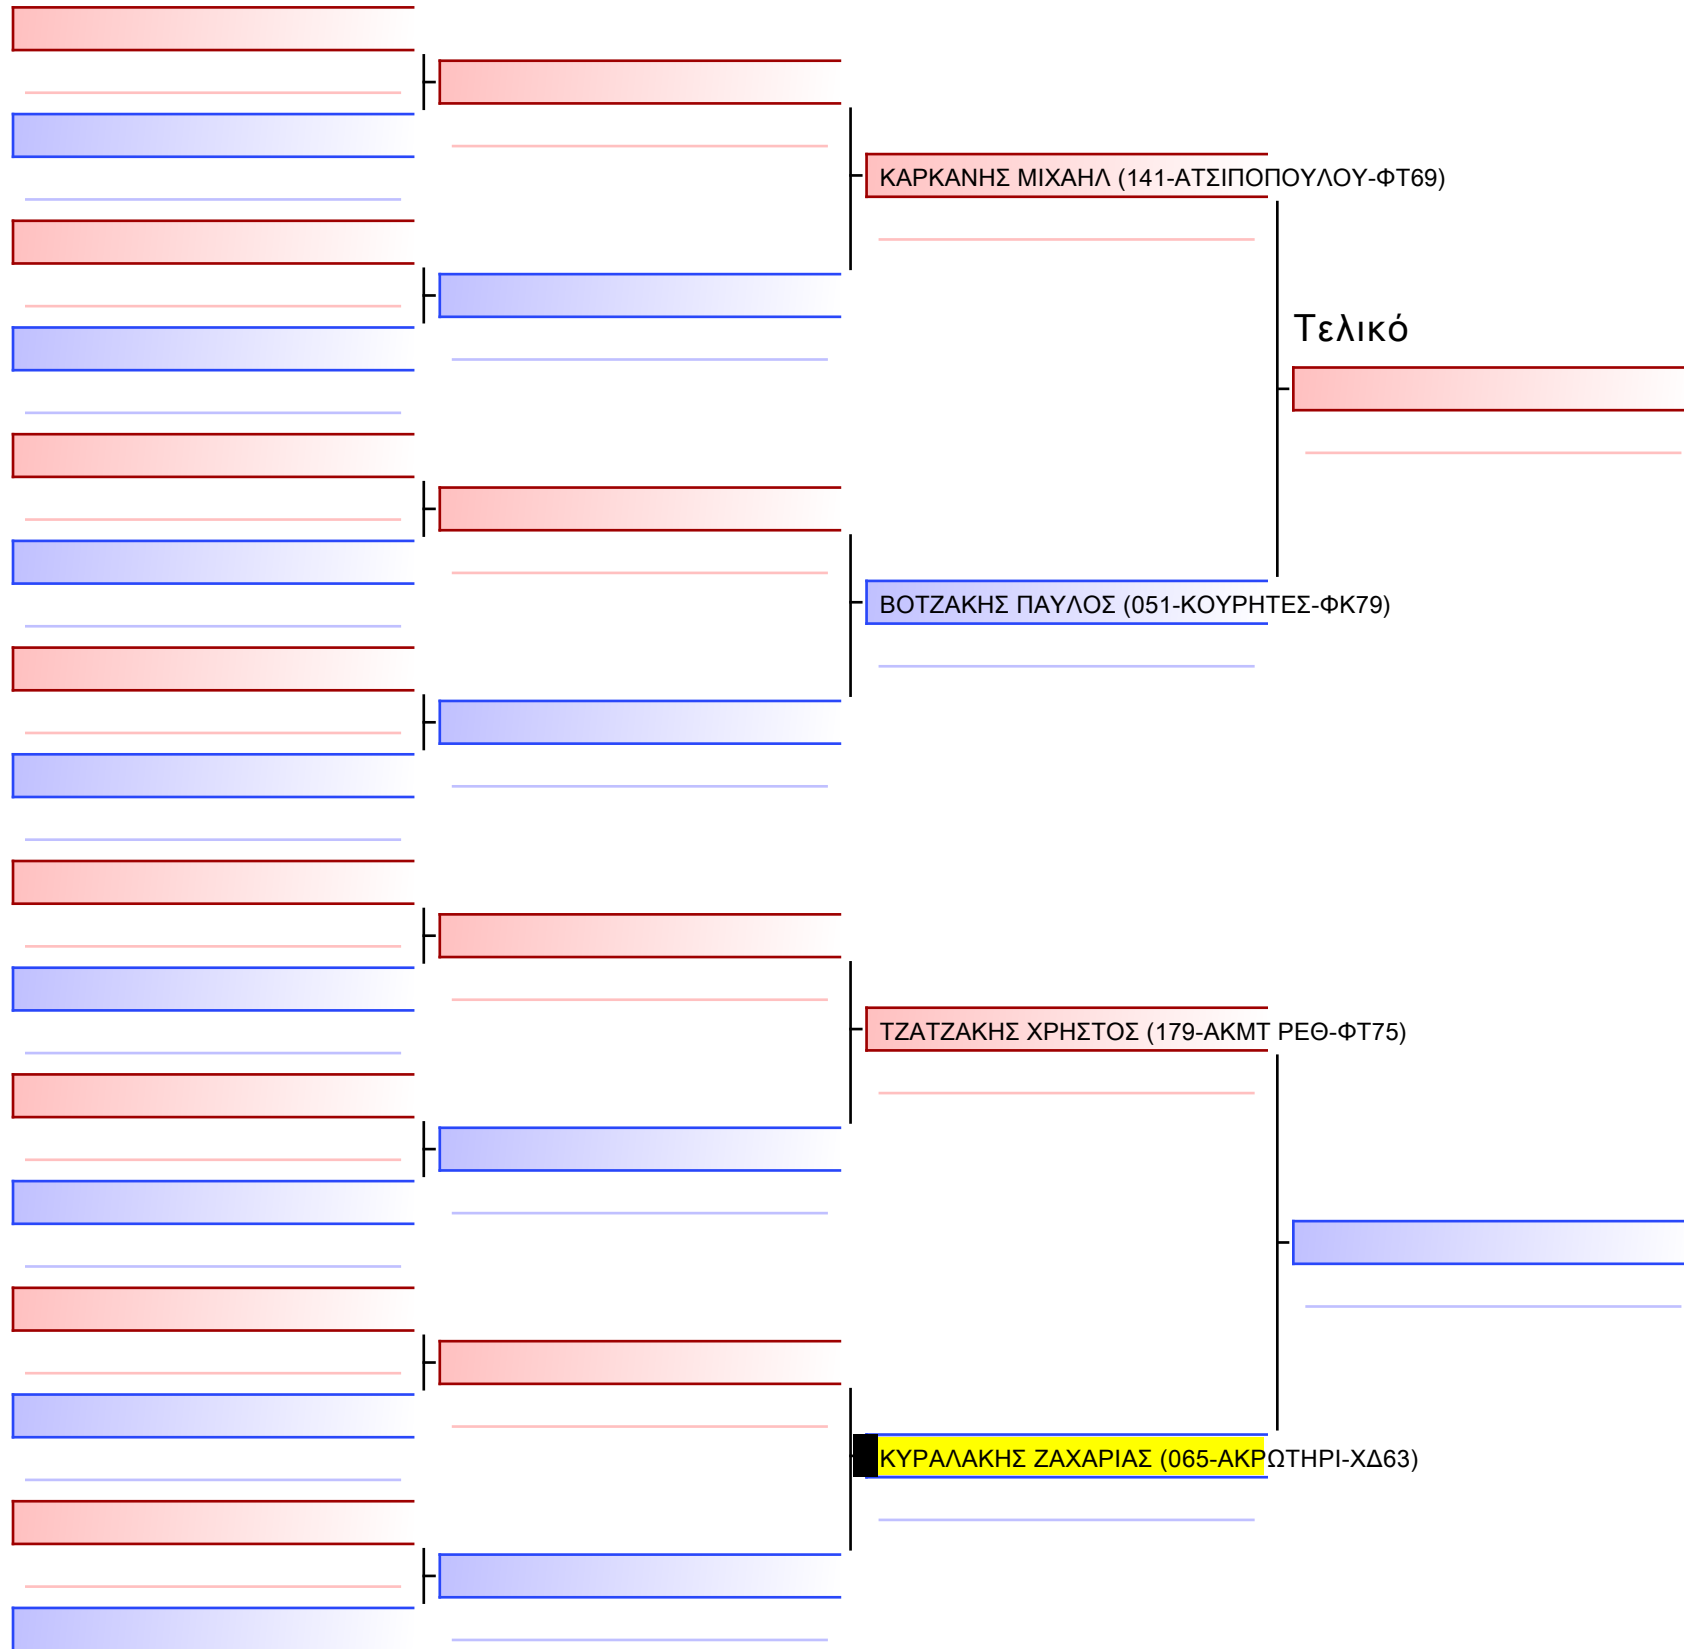 ΚΑΡΚΑΝΗΣ ΜΙΧΑΗΛ (141-ΑΤΣΙΠΟΠΟΥΛΟΥ-ΦΤ69)
Τελικό
ΒΟΤΖΑΚΗΣ ΠΑΥΛΟΣ (051-ΚΟΥΡΗΤΕΣ-ΦΚ79)
ΤΖΑΤΖΑΚΗΣ ΧΡΗΣΤΟΣ (179-ΑΚΜΤ ΡΕΘ-ΦΤ75)
ΚΥΡΑΛΑΚΗΣ ΖΑΧΑΡΙΑΣ (065-ΑΚΡΩΤΗΡΙ-ΧΔ63)